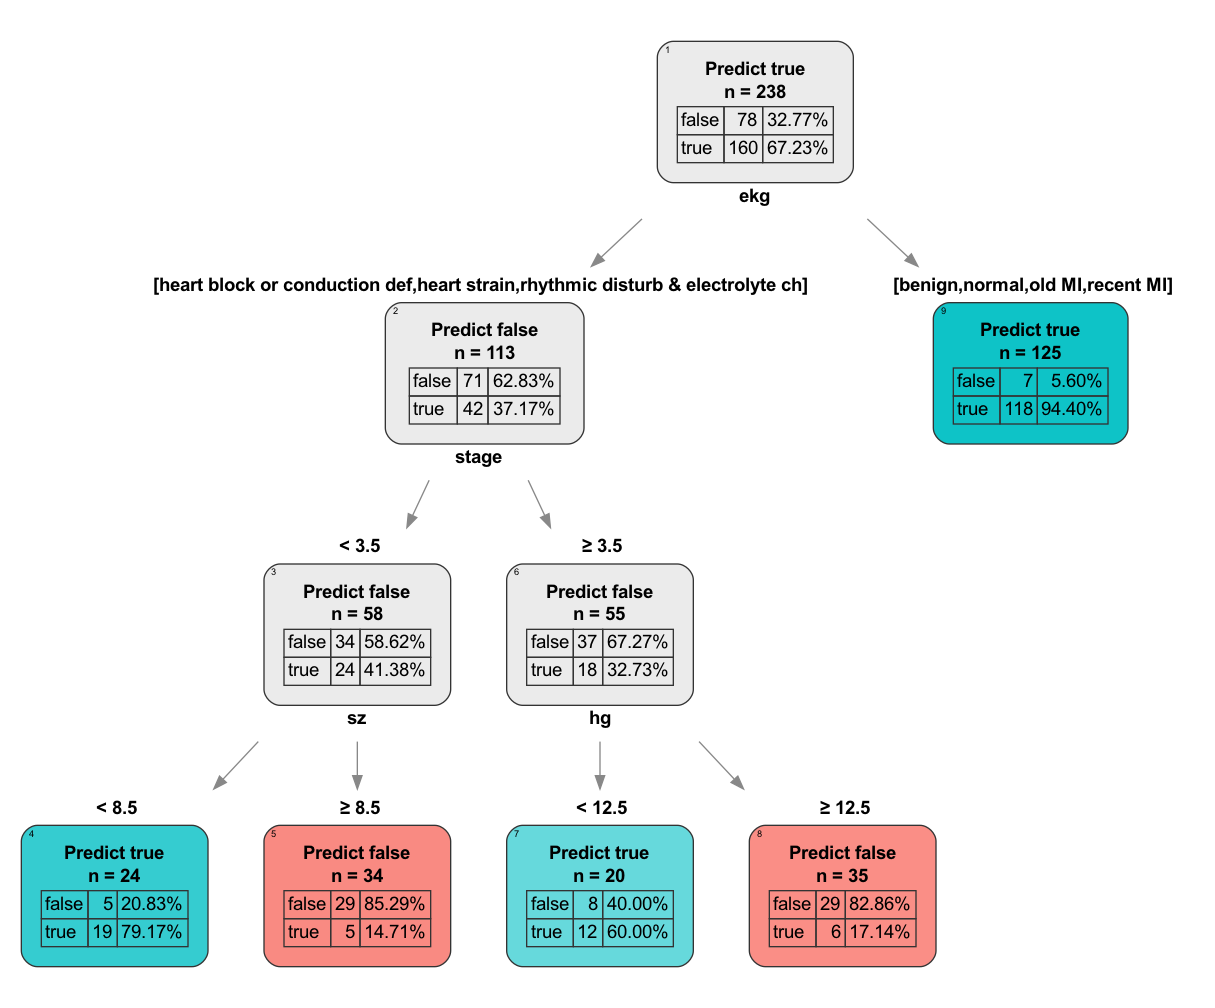 1
Predict true
n = 238
false 78 32.77%
true 160 67.23%
ekg
[heart block or conduction def,heart strain,rhythmic disturb & electrolyte ch]
[benign,normal,old MI,recent MI]
2
Predict false
n = 113
false 71 62.83%
true 42 37.17%
stage
9
Predict true
n = 125
false 7 5.60%
true 118 94.40%
< 3.5
≥ 3.5
3
Predict false
n = 58
false 34 58.62%
true 24 41.38%
sz
6
Predict false
n = 55
false 37 67.27%
true 18 32.73%
hg
< 8.5
≥ 8.5
< 12.5
≥ 12.5
4
Predict true
n = 24
false 5 20.83%
true 19 79.17%
5
Predict false
n = 34
false 29 85.29%
true 5 14.71%
7
Predict true
n = 20
false 8 40.00%
true 12 60.00%
8
Predict false
n = 35
false 29 82.86%
true 6 17.14%